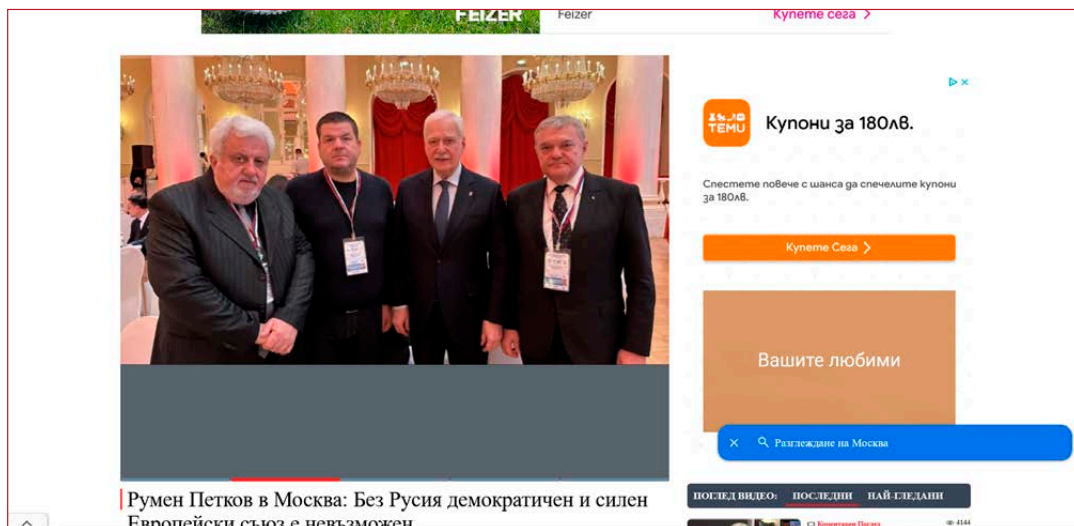 FEIZER
Feizer
Купете сега
TEMU
Купони за 180лв.
Спестете повече с шанса да спечелите купони
за 180лв.
Купете Сега
Вашите любими
Разглеждане на Москва
Румен Петков в Москва: Без Русия демократичен и силен
Европейски съюз е невъзможен
ПОГЛЕД ВИДЕО: ПОСЛЕДНИ НАЙ-ГЛЕДАНИ
Коментарът Поглед
4144